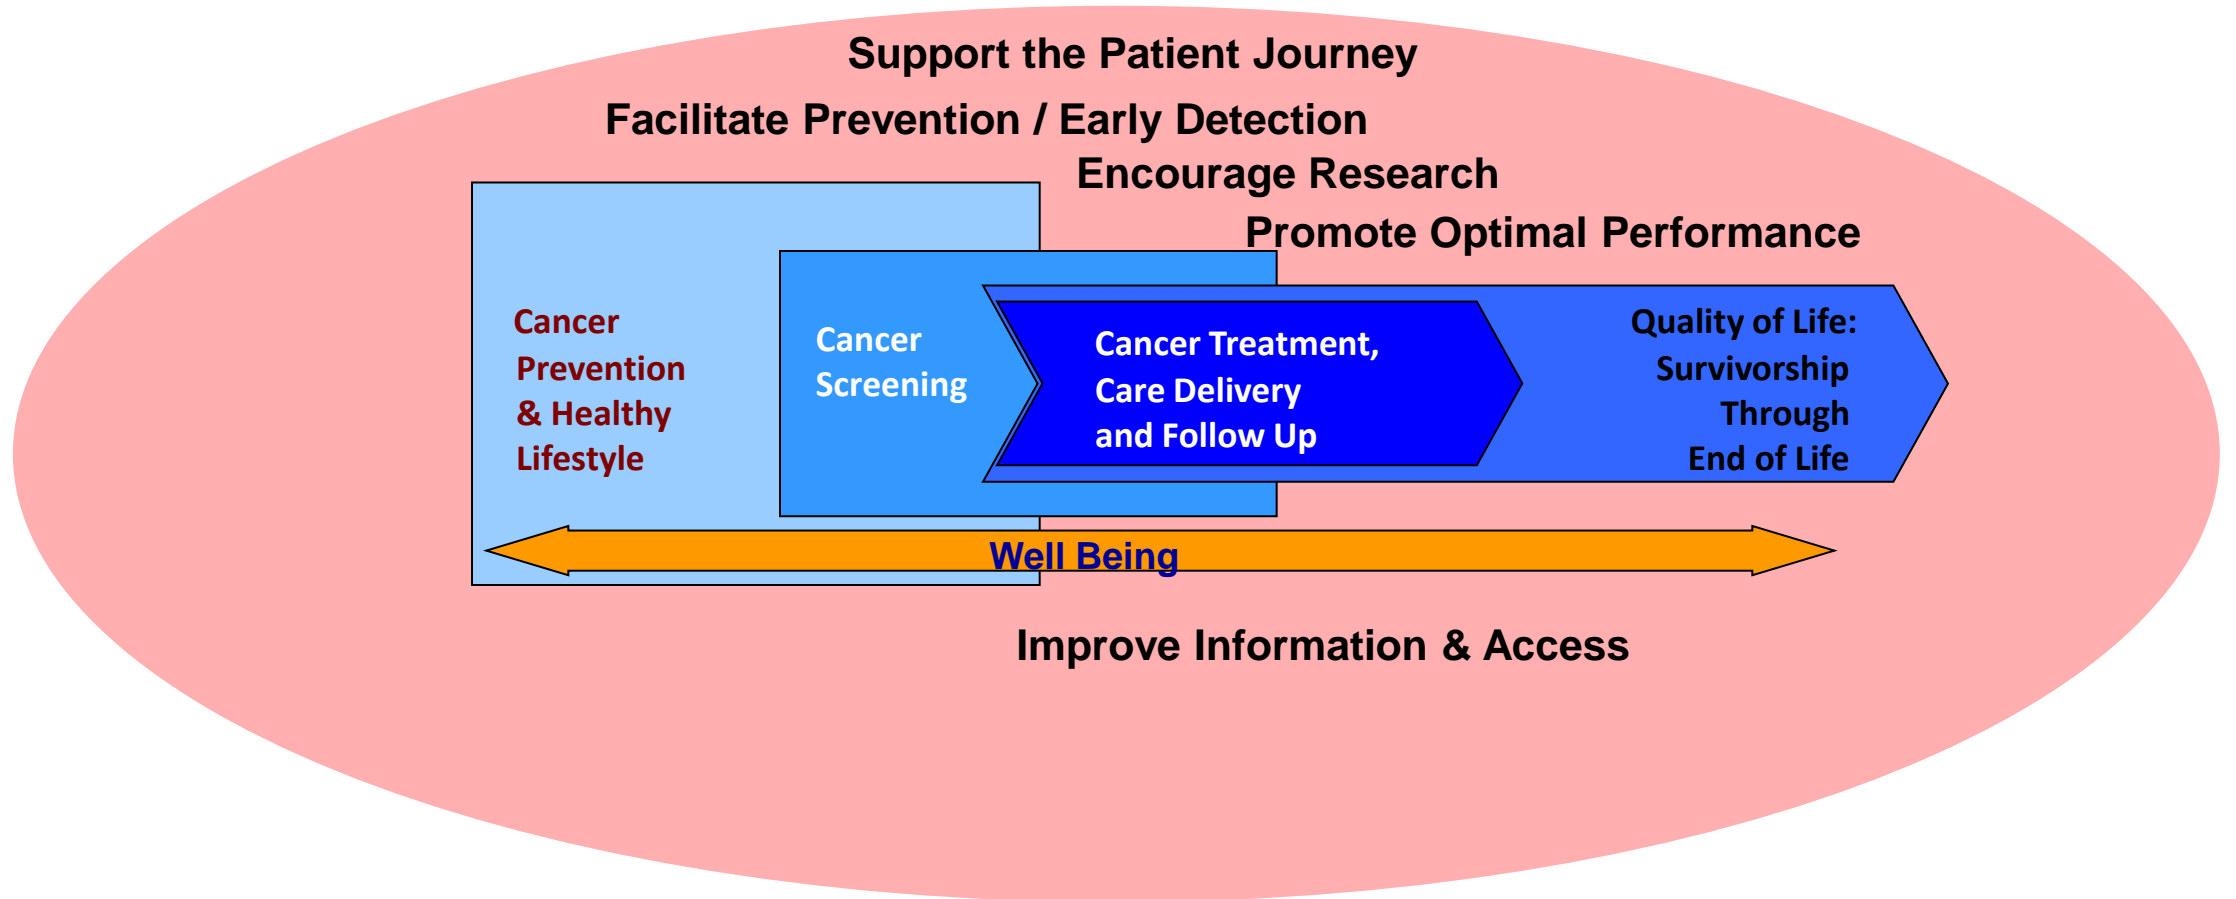 Support the Patient Journey
Facilitate Prevention / Early Detection
Encourage Research
Promote Optimal Performance
Cancer
Prevention
& Healthy
Lifestyle
Cancer
Screening
Cancer Treatment,
Care Delivery
and Follow Up
Quality of Life:
Survivorship
Through
End of Life
Well Being
Improve Information & Access